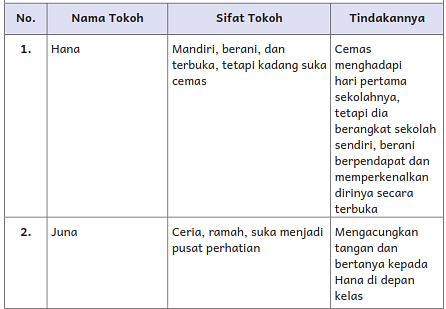 No. Nama Tokoh Sifat Tokoh Tindakannya
1. Hana Mandiri, berani, dan Cemas
terbuka, tetapi kadang suka menghadapi
cemas hari pertama
sekolahnya,
tetapi dia
berangkat sekolah
sendiri, berani
berpendapat dan
memperkenalkan
dirinya secara
terbuka
2. Juna Ceria, ramah, suka menjadi Mengacungkan
pusat perhatian tangan dan
bertanya kepada
Hana di depan
kelas